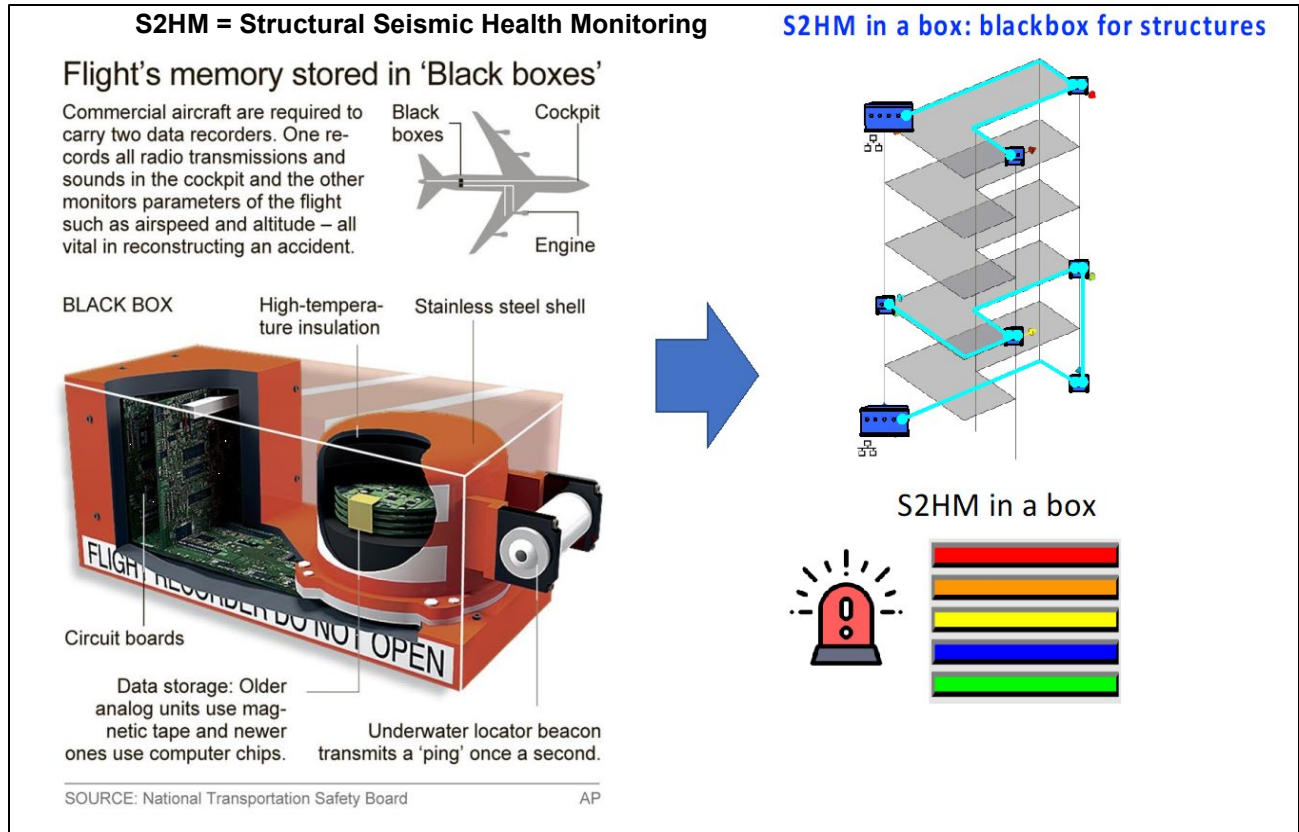 S2HM = Structural Seismic Health Monitoring
S2HM in a box: blackbox for structures
Flight's memory stored in 'Black boxes'
Commercial aircraft are required to
carry two data recorders. One re-
cords all radio transmissions and
sounds in the cockpit and the other
monitors parameters of the flight
such as airspeed and altitude – all
vital in reconstructing an accident.
Black
boxes
Cockpit
Engine
BLACK BOX
High-tempera-
ture insulation
Stainless steel shell
FLIGHT RECORDER DO NOT OPEN
Circuit boards
Data storage: Older
analog units use mag-
netic tape and newer
ones use computer chips.
Underwater locator beacon
transmits a 'ping' once a second.
SOURCE: National Transportation Safety Board
AP
S2HM in a box